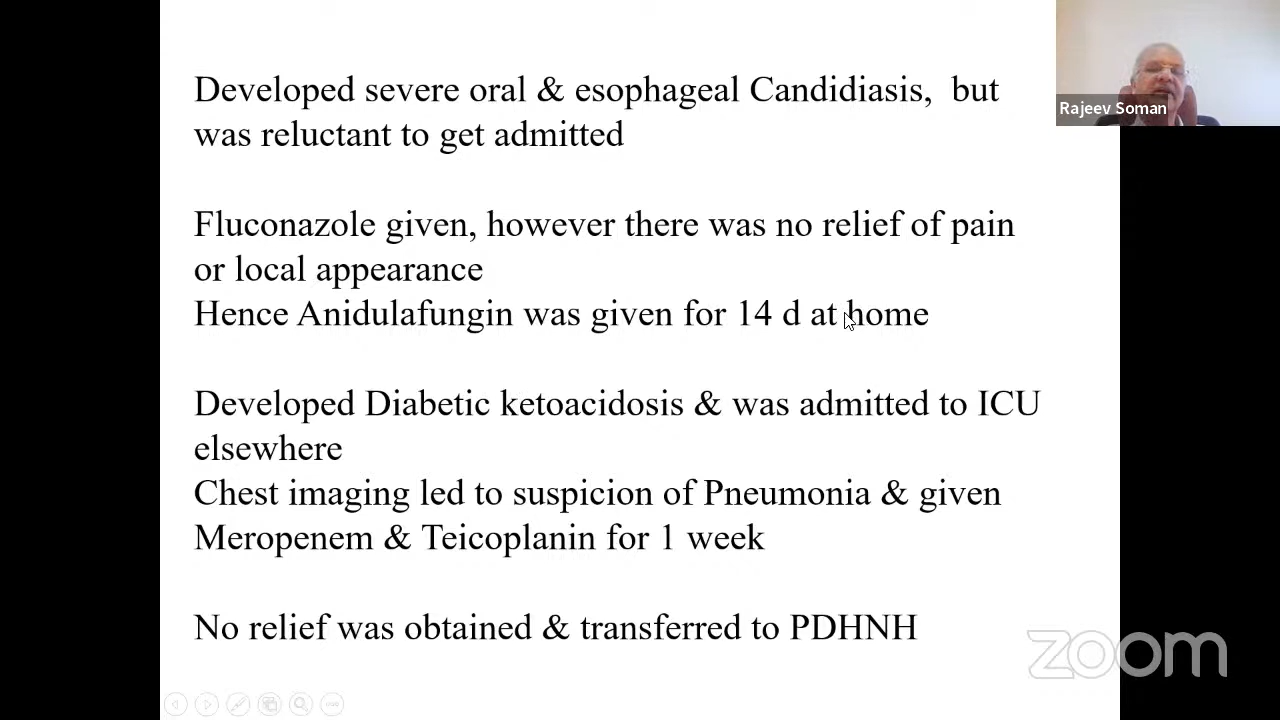 Developed severe oral & esophageal Candidiasis, but
was reluctant to get admitted
Fluconazole given, however there was no relief of pain
or local appearance
Hence Anidulafungin was given for 14 d at home
Developed Diabetic ketoacidosis & was admitted to ICU
elsewhere
Chest imaging led to suspicion of Pneumonia & given
Meropenem & Teicoplanin for 1 week
No relief was obtained & transferred to PDHNH
Rajeev Soman
zoom